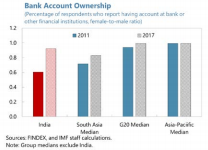 Bank Account Ownership
(Percentage of respondents who report having account at bank or
other financial institutions, female-to-male ratio)
1.2
1.0
0.8
0.6
0.4
0.2
0.0
2011
2017
India
South Asia
Median
G20 Median
Asia-Pacific
Median
Sources: FINDEX, and IMF staff calculations.
Note: Group medians exclude India.